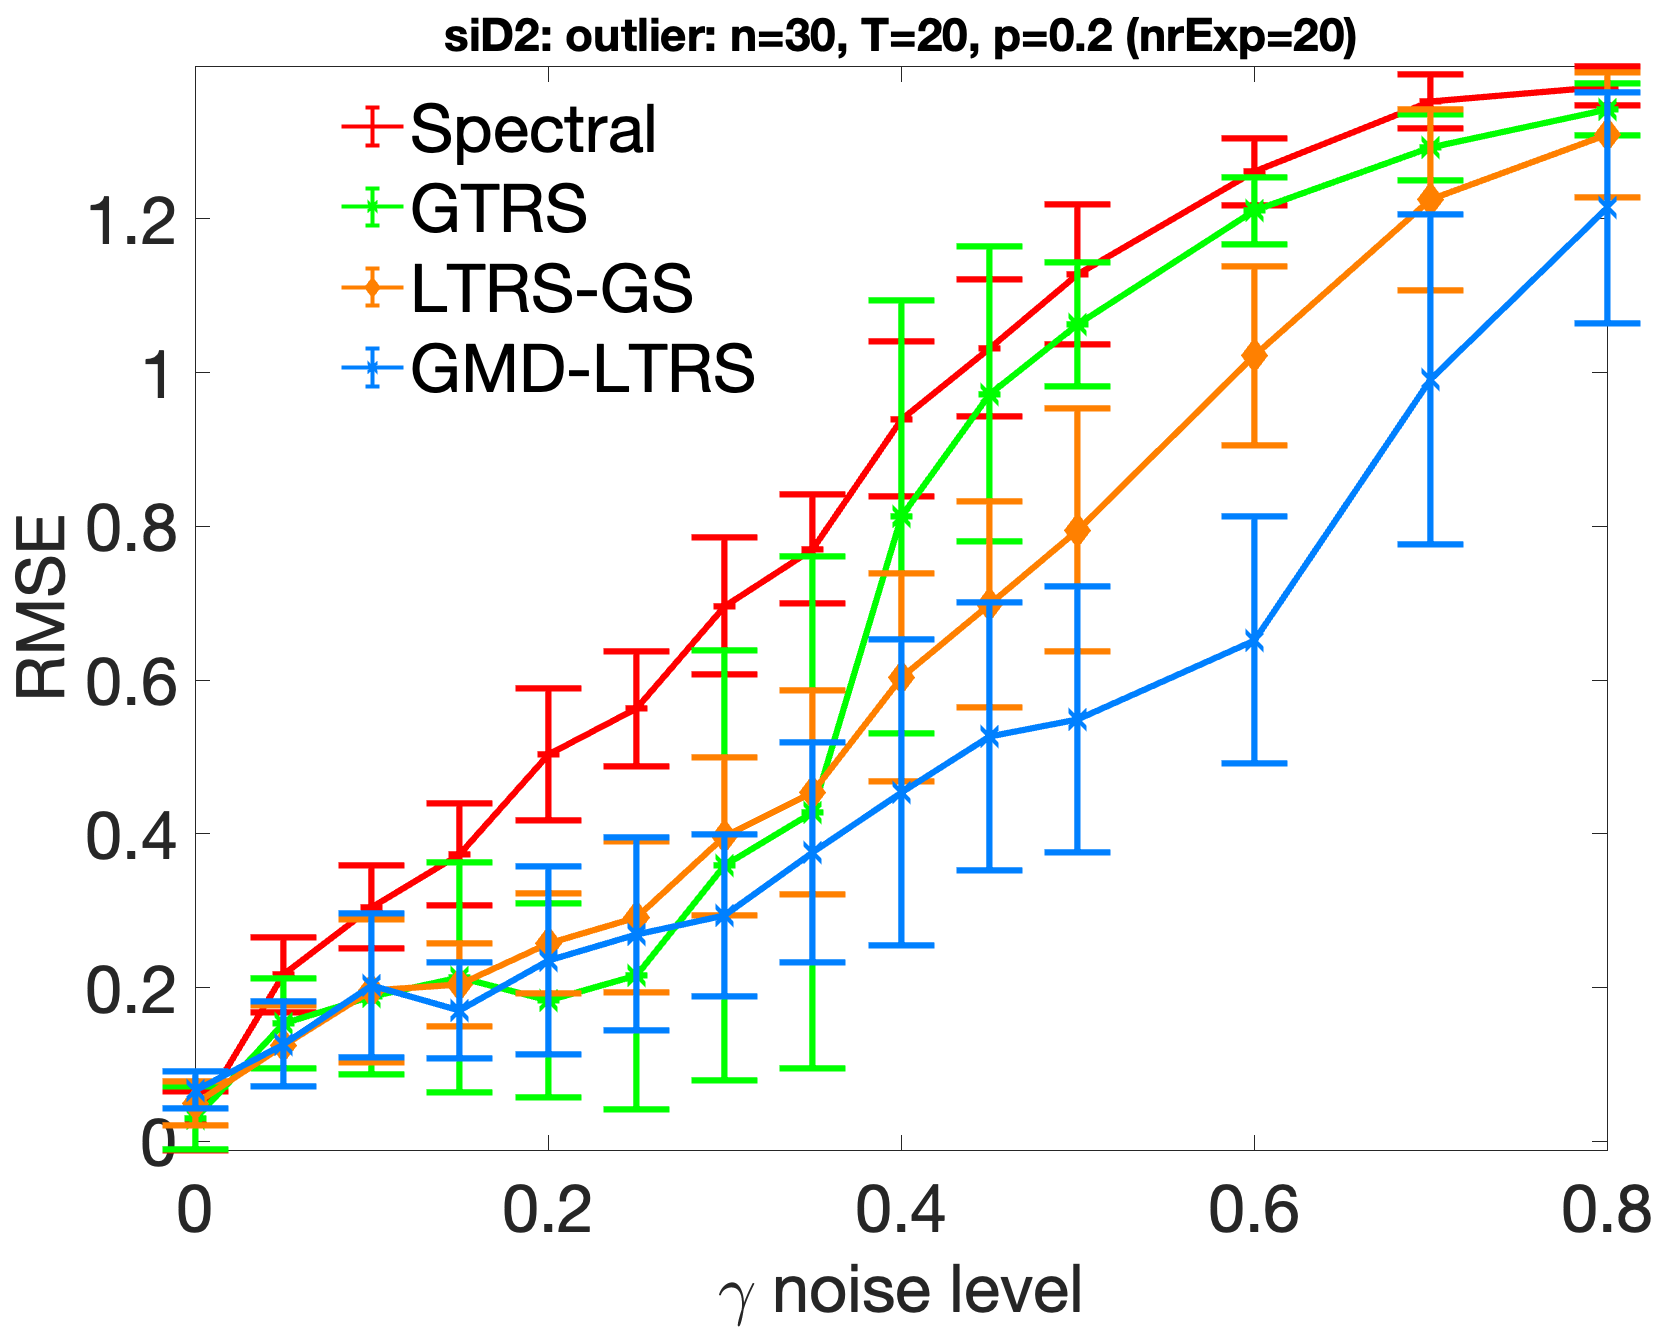 siD2: outlier: n=30, T=20, p=0.2 (nrExp=20)
Spectral
GTRS
LTRS-GS
GMD-LTRS
RMSE
1.2
1
0.8
0.6
0.4
0.2
0
0 0.2 0.4 0.6 0.8
γ noise level